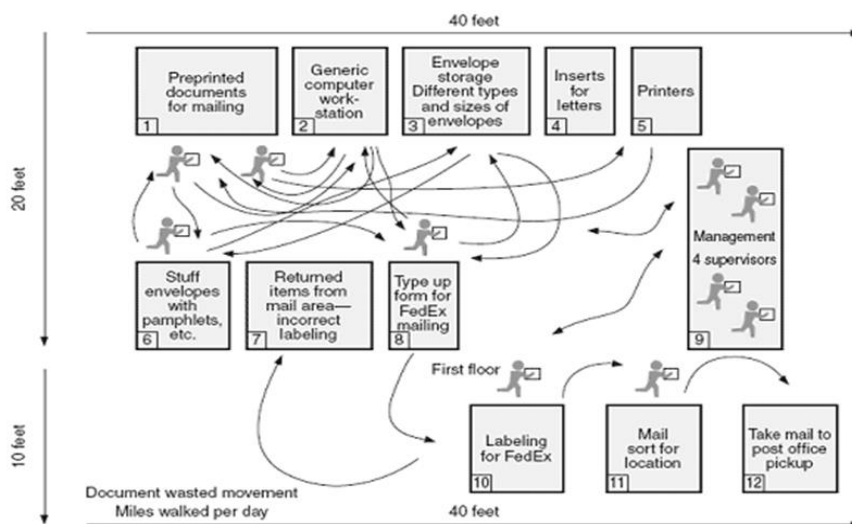 40 feet
Preprinted
documents
for mailing
1
Generic
computer
work-
station
2
Envelope
storage
Different types
and sizes of
envelopes
3
Inserts
for
letters
4
Printers
5
20 feet
Management
4 supervisors
9
Stuff
envelopes
with
pamphlets,
etc.
6
Returned
items from
mail area—
incorrect
labeling
7
Type up
form for
FedEx
mailing
8
First floor
10 feet
Labeling
for FedEx
10
Mail
sort for
location
11
Take mail to
post office
pickup
12
Document wasted movement
Miles walked per day
40 feet